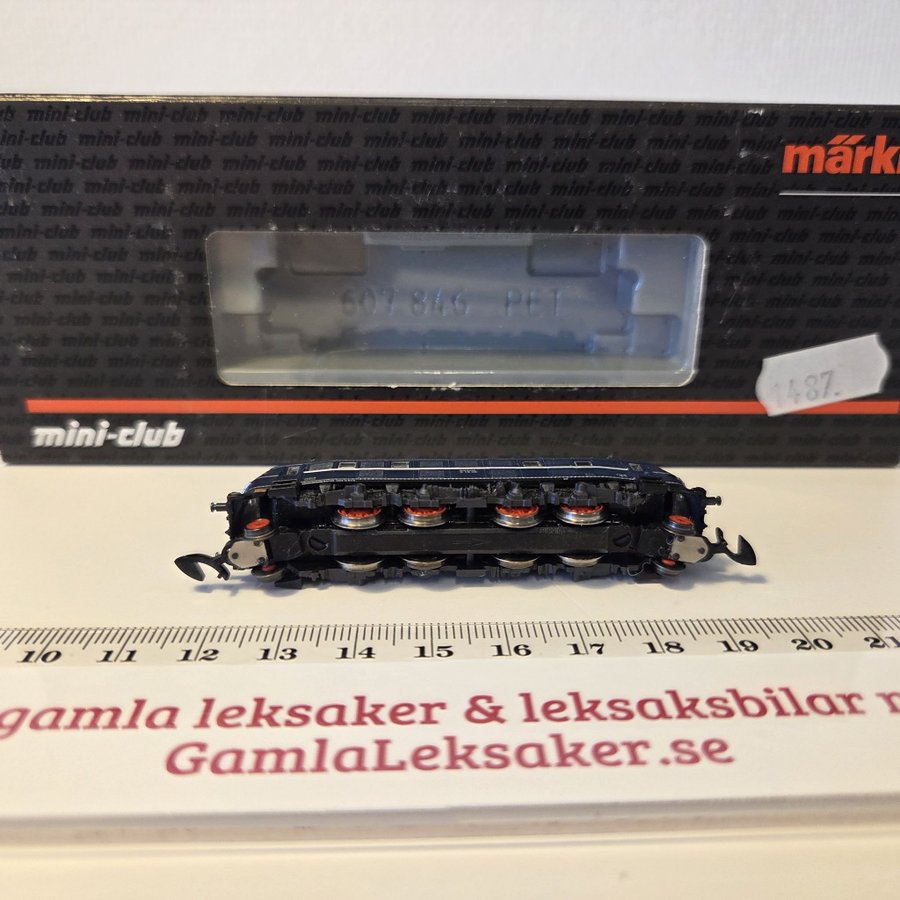 mini-club
märk
607 846 PET
1487.
mini-club
10 11 12 13 14 15 16 17 18 19 20 21
gamla leksaker & leksaksbilar
GamlaLeksaker.se